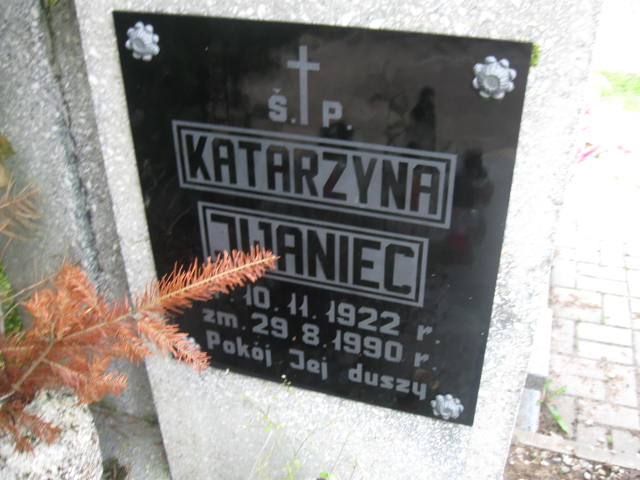 Ś. P.
KATARZYNA
10.11.1922 r.
zm. 29.8.1990 r.
Pokój Jej duszy